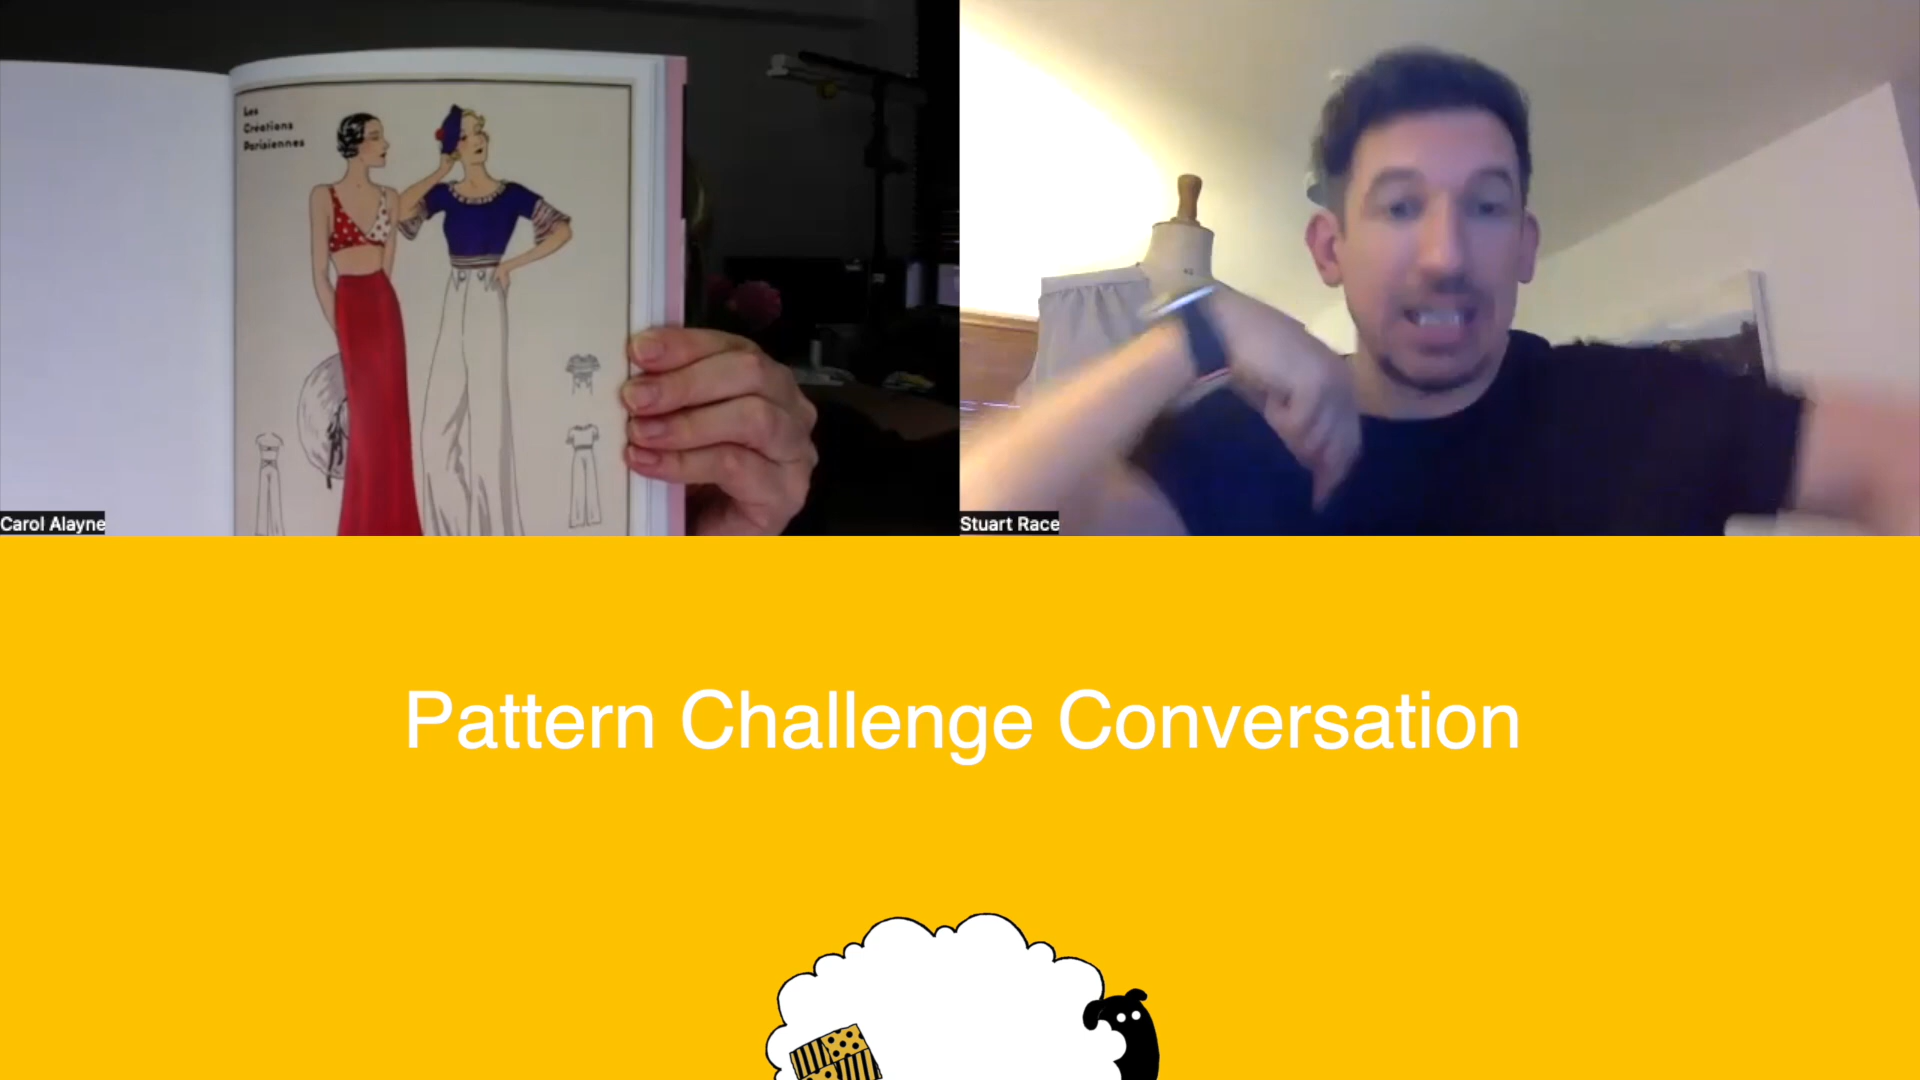 Les
Créations
Parisiennes
Carol Alayne
Stuart Race
Pattern Challenge Conversation